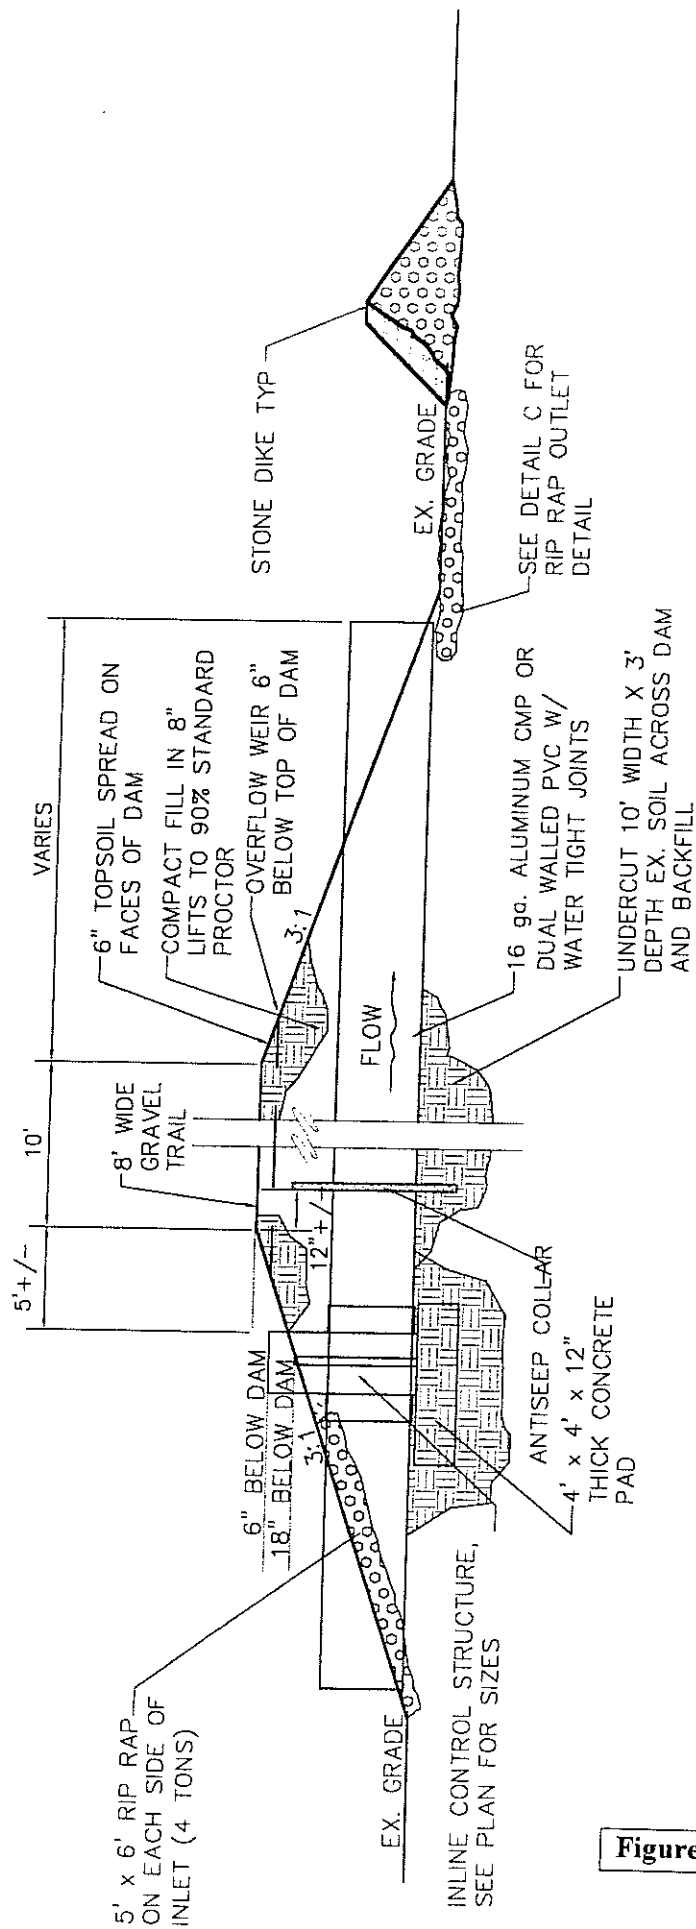 5' x 6' RIP RAP
ON EACH SIDE OF
INLET (4 TONS)
EX. GRADE
INLINE CONTROL STRUCTURE,
SEE PLAN FOR SIZES
6" BELOW DAM
18" BELOW DAM
3:1
5'+/-
10'
VARIES
8' WIDE
GRAVEL
TRAIL
12"+/-
ANTISEEP COLLAR
4' x 4' x 12"
THICK CONCRETE
PAD
FLOW
6" TOPSOIL SPREAD ON
FACES OF DAM
COMPACT FILL IN 8"
LIFTS TO 90% STANDARD
PROCTOR
OVERFLOW WEIR 6"
BELOW TOP OF DAM
3:1
16 ga. ALUMINUM CMP OR
DUAL WALLED PVC W/
WATER TIGHT JOINTS
UNDERCUT 10' WIDTH X 3'
DEPTH EX. SOIL ACROSS DAM
AND BACKFILL
STONE DIKE TYP
EX. GRADE
SEE DETAIL C FOR
RIP RAP OUTLET
DETAIL
Figure